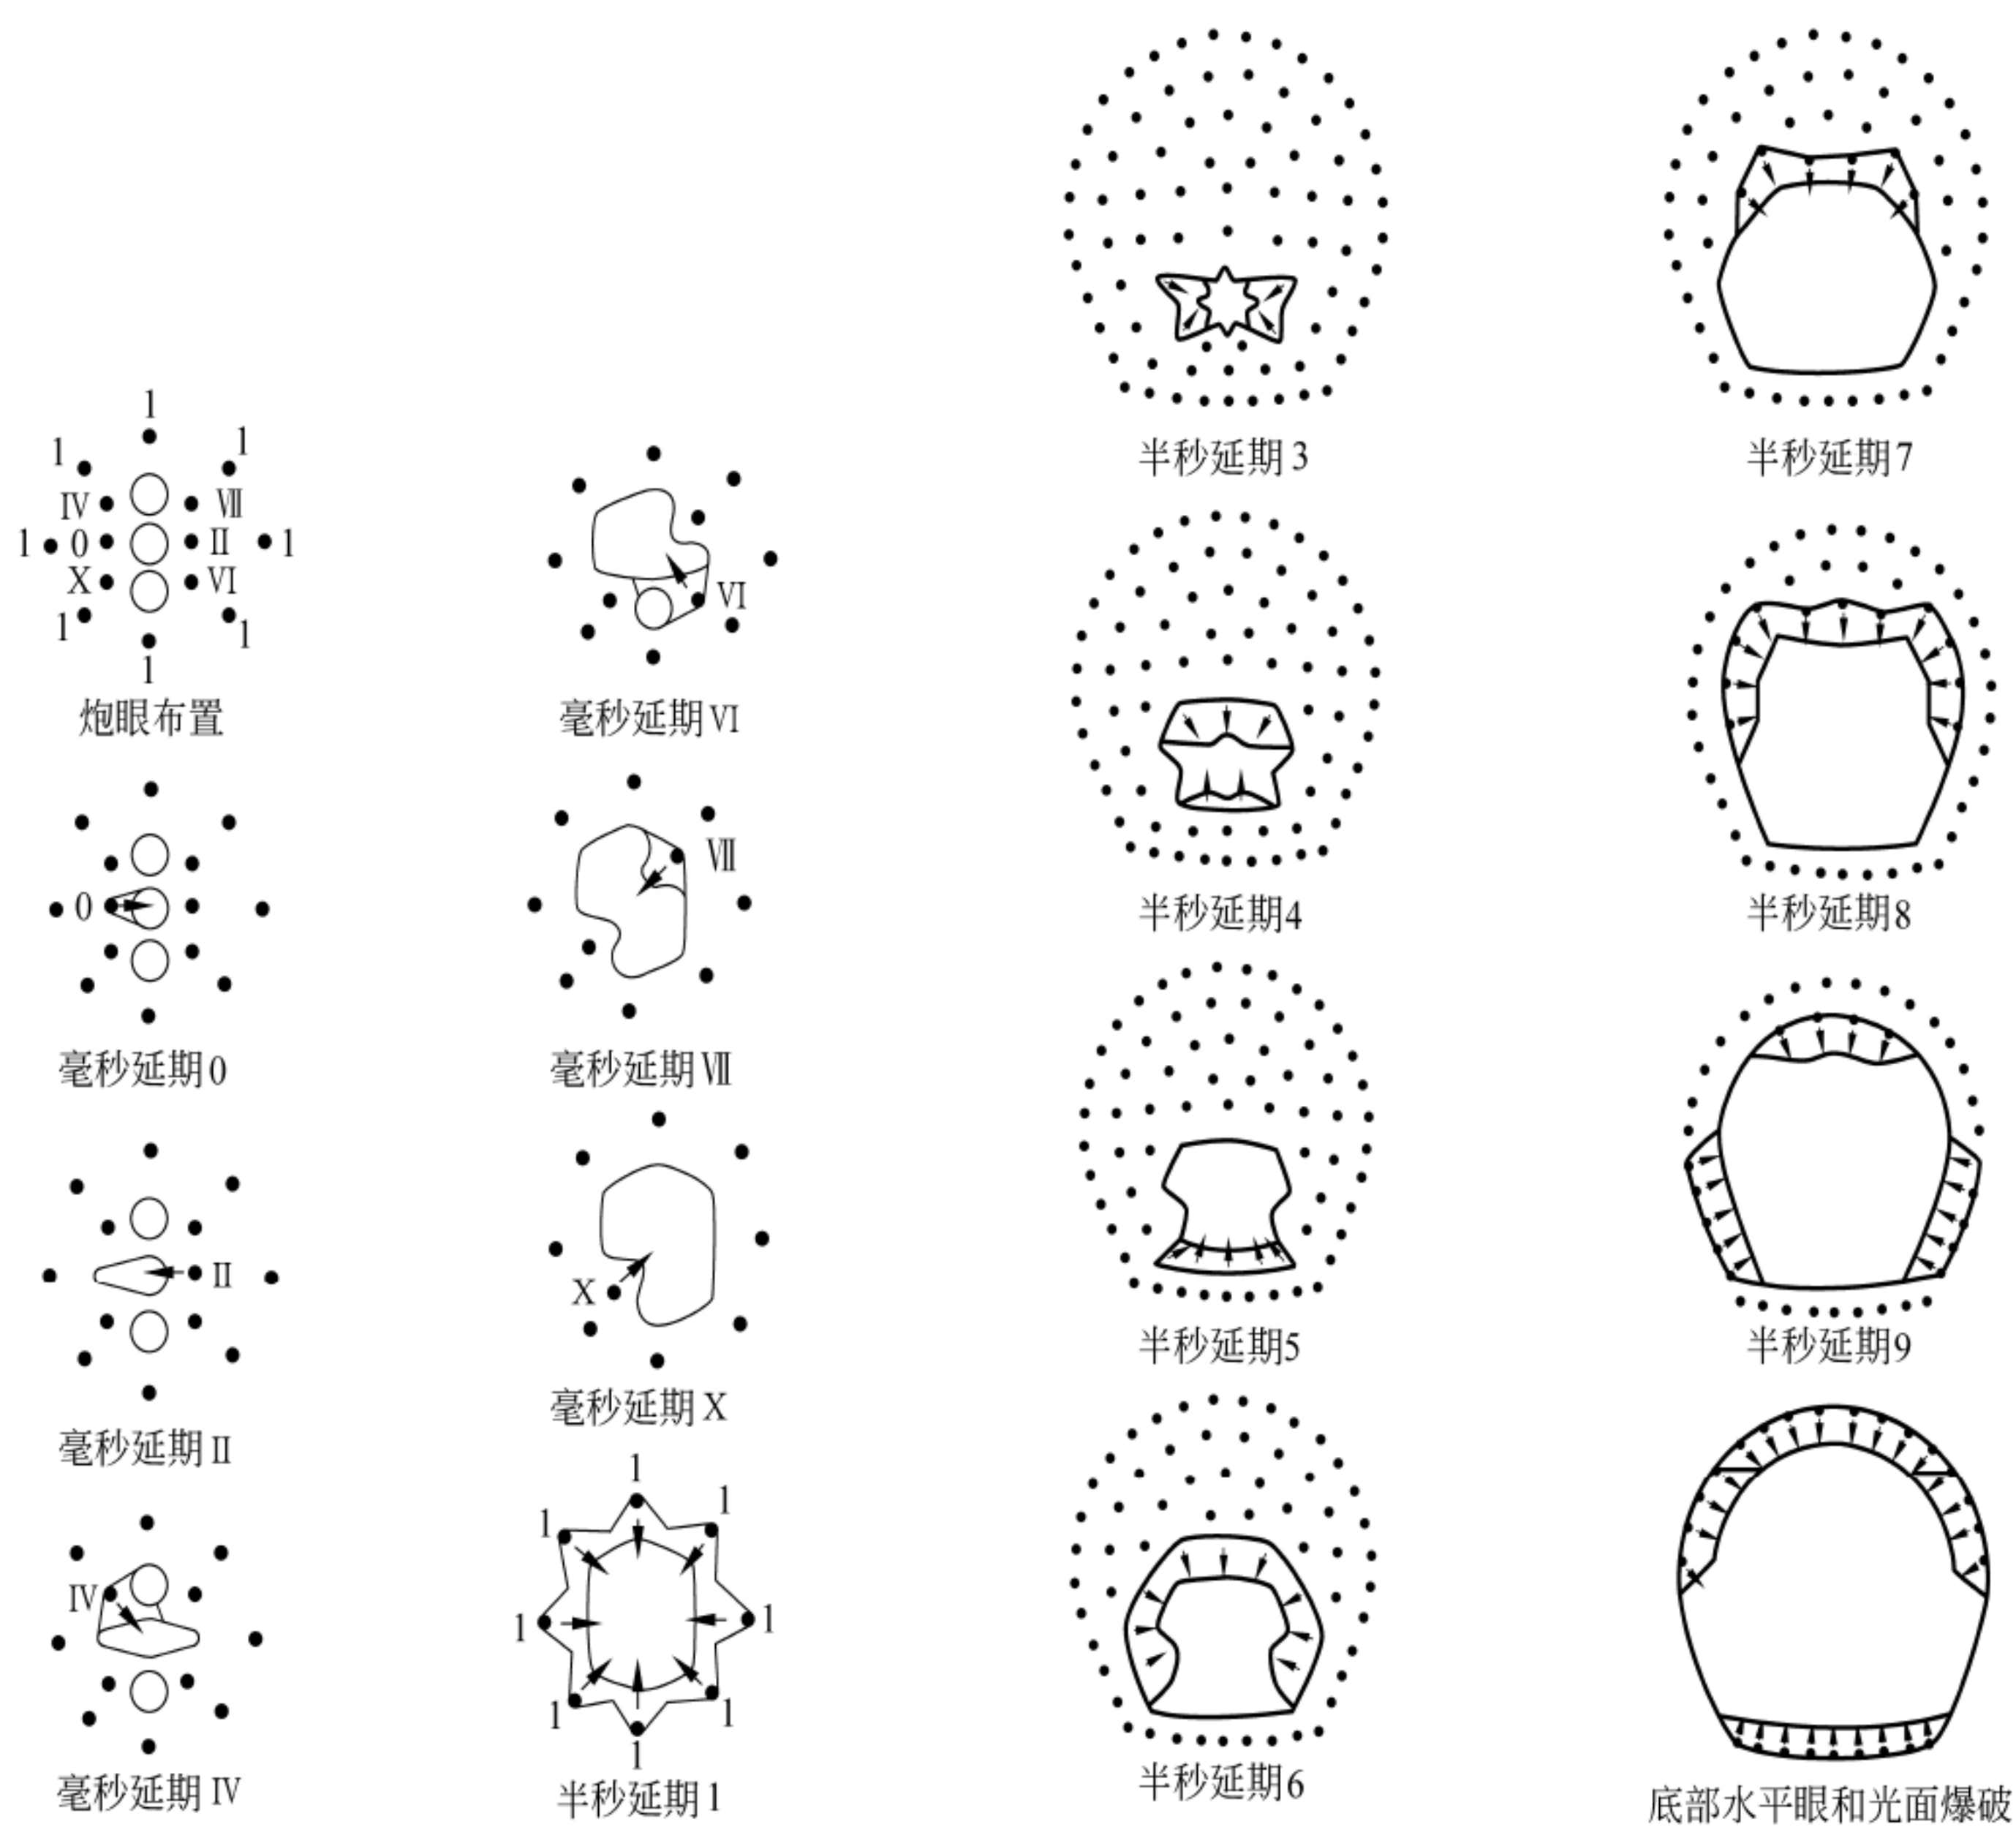 1
1
1
IV
VII
1
0
II
1
X
VI
1
1
1
炮眼布置
0
毫秒延期0
II
毫秒延期II
IV
毫秒延期IV
VI
毫秒延期VI
VII
毫秒延期VII
X
毫秒延期X
1
1
1
1
1
1
1
1
半秒延期1
半秒延期3
半秒延期4
半秒延期5
半秒延期6
半秒延期7
半秒延期8
半秒延期9
底部水平眼和光面爆破